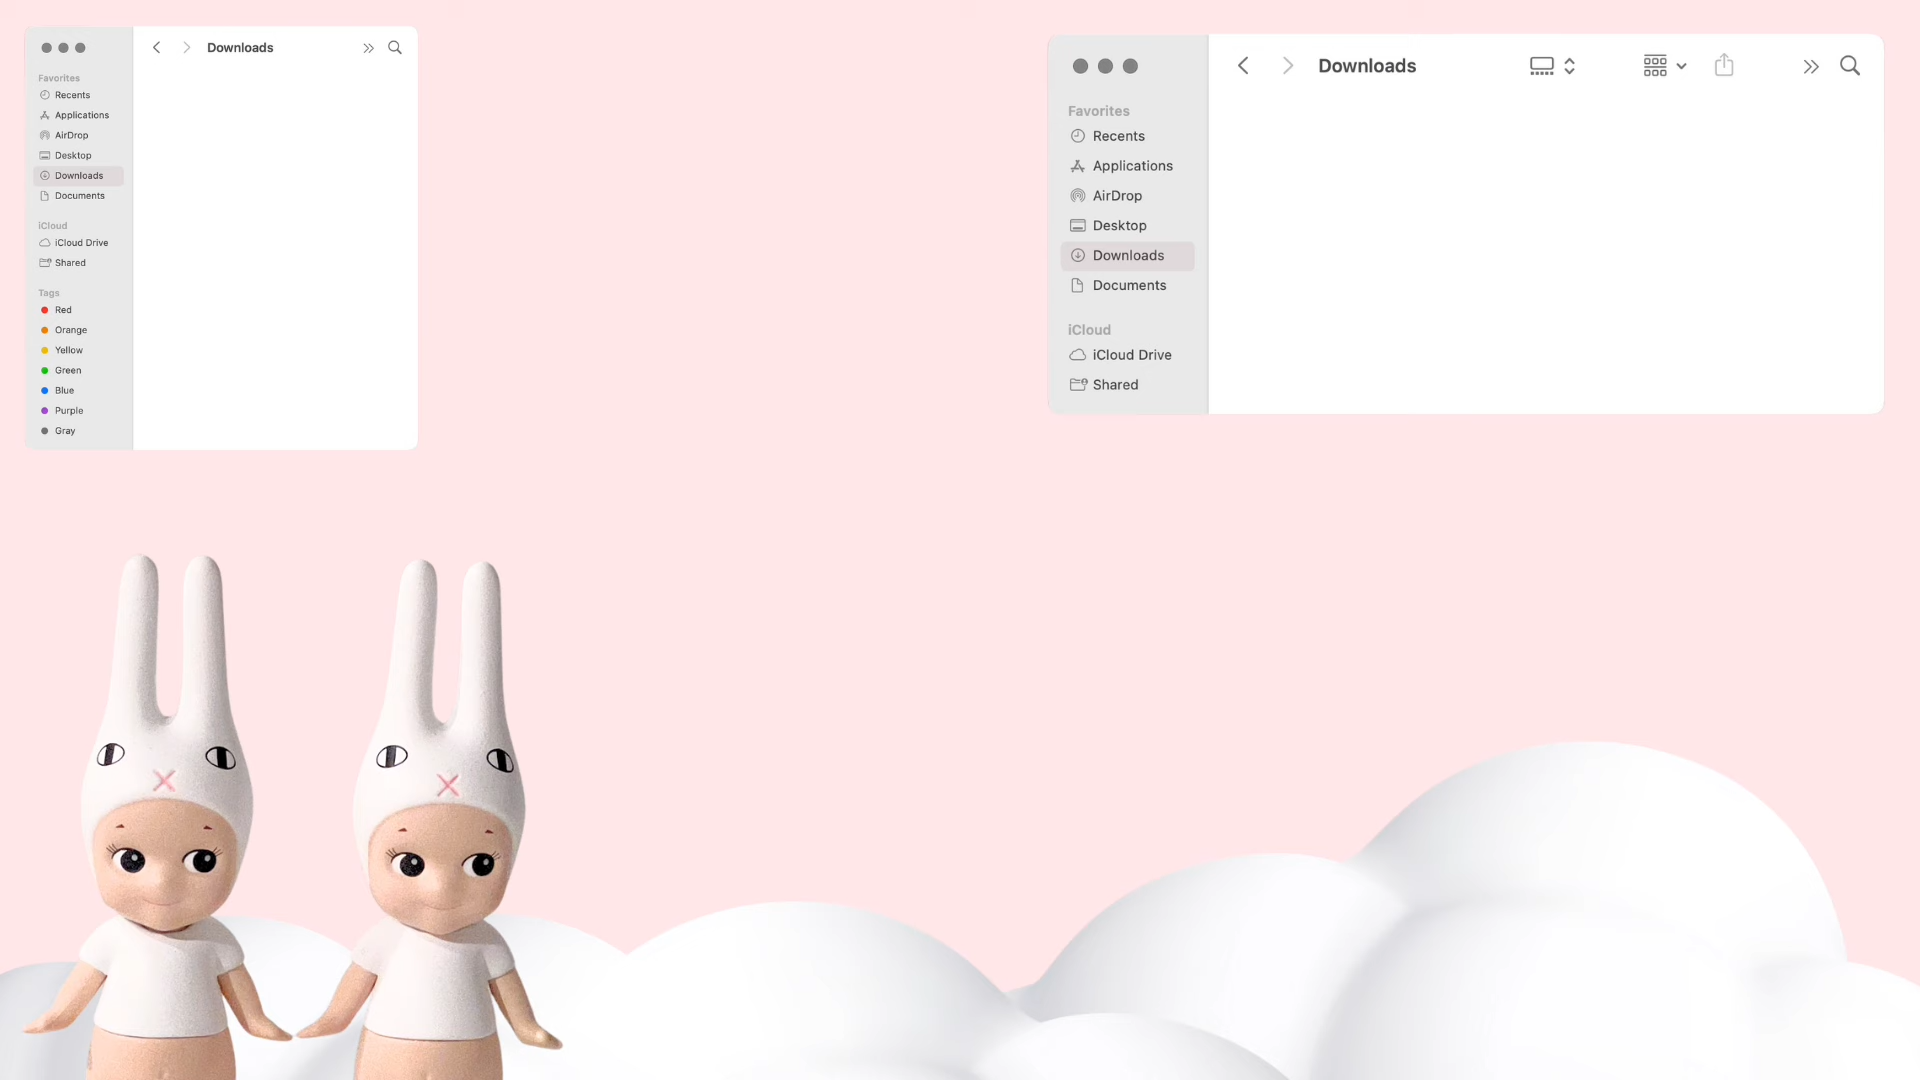 Downloads
Favorites
Recents
Applications
AirDrop
Desktop
Downloads
Documents
iCloud
iCloud Drive
Shared
Tags
Red
Orange
Yellow
Green
Blue
Purple
Gray
Downloads
Favorites
Recents
Applications
AirDrop
Desktop
Downloads
Documents
iCloud
iCloud Drive
Shared